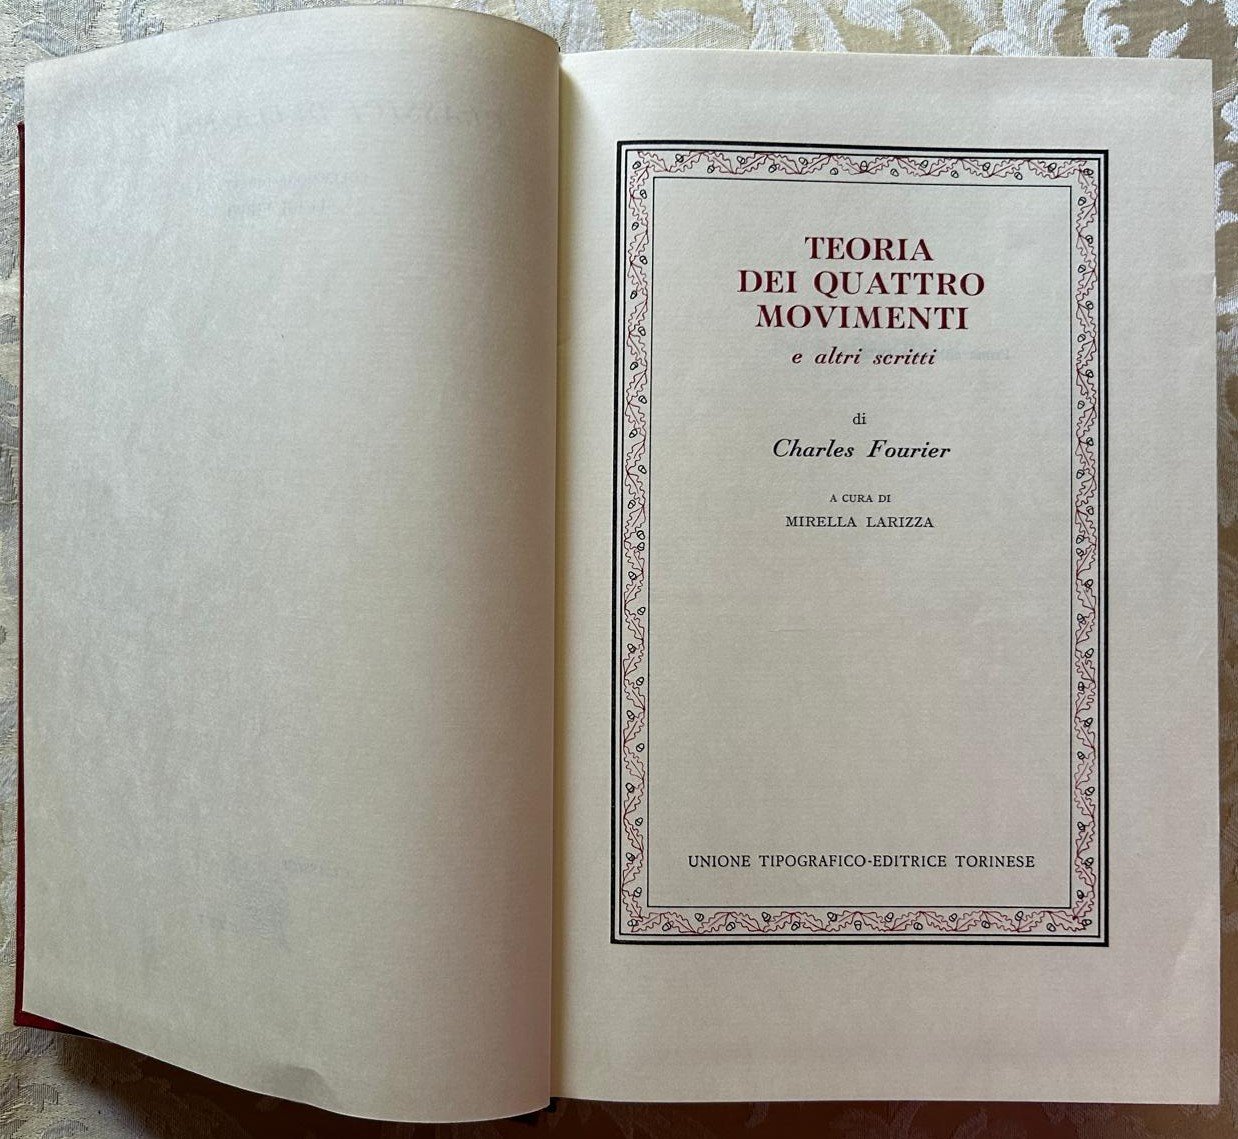 TEORIA
DEI QUATTRO
MOVIMENTI
e altri scritti
di
Charles Fourier
A CURA DI
MIRELLA LARIZZA
UNIONE TIPOGRAFICO-EDITRICE TORINESE